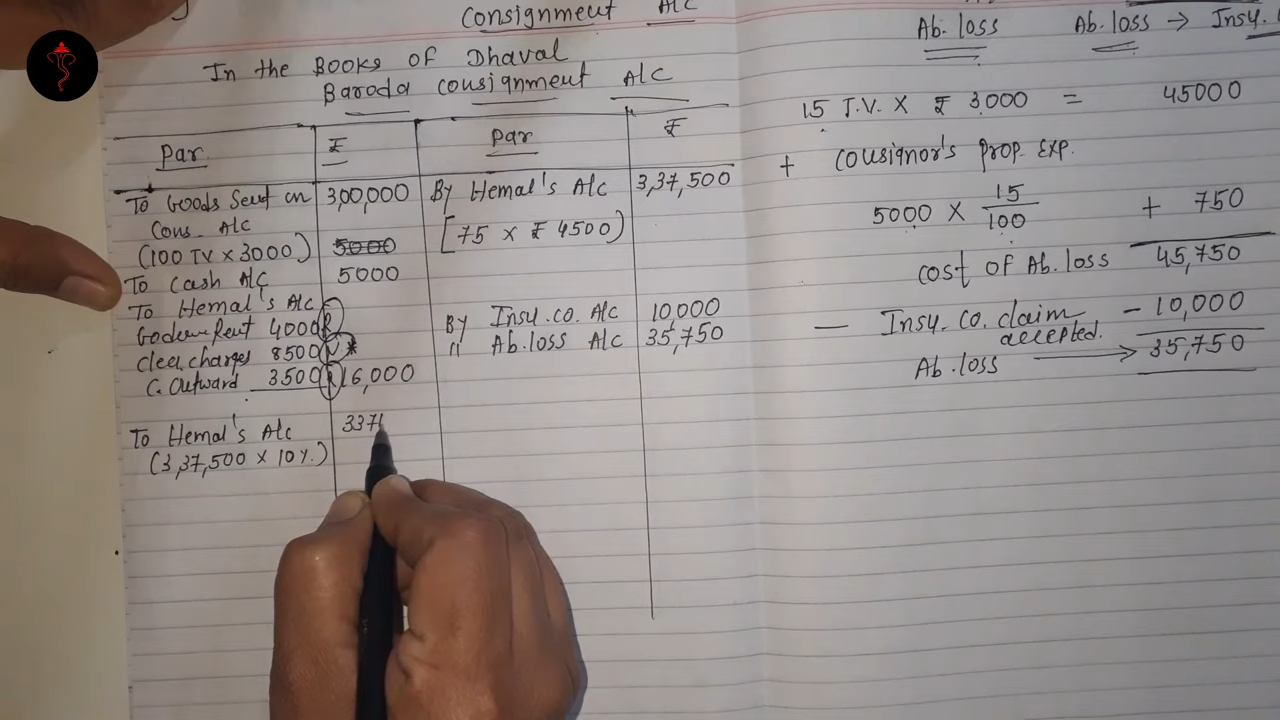 Consignment A/c
In the Books of Dhaval
Baroda consignment A/c
Par. ₹ Par ₹
To Goods Sent on 3,00,000 By Hemal's A/c 3,37,500
Cons. A/c [75 x ₹ 4500)
(100 TV x 3000) 5000
To Cash A/c 5000
To Hemal's A/c
Godown Rent 4000 By Insu. co. A/c 10,000
Clea. charges 8500 " Ab. loss A/c 35,750
C. Outward 3500 16,000
To Hemal's A/c 337
(3,37,500 x 10%)
Ab. loss Ab. loss → Insu.
15 T.V. x ₹ 3000 = 45000
+ Consignor's prop. Exp.
5000 x 15/100 + 750
cost of Ab. loss 45,750
— Insu. Co. claim - 10,000
accepted.
Ab. loss → 35,750